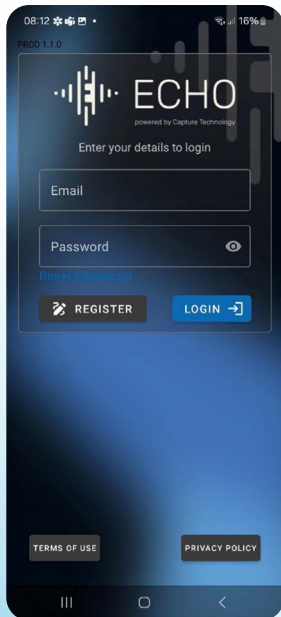 08:12 16%
PROD 1.1.0
ECHO
powered by Capture Technology
Enter your details to login
Email
Password
Reset Password
REGISTER
LOGIN
TERMS OF USE
PRIVACY POLICY